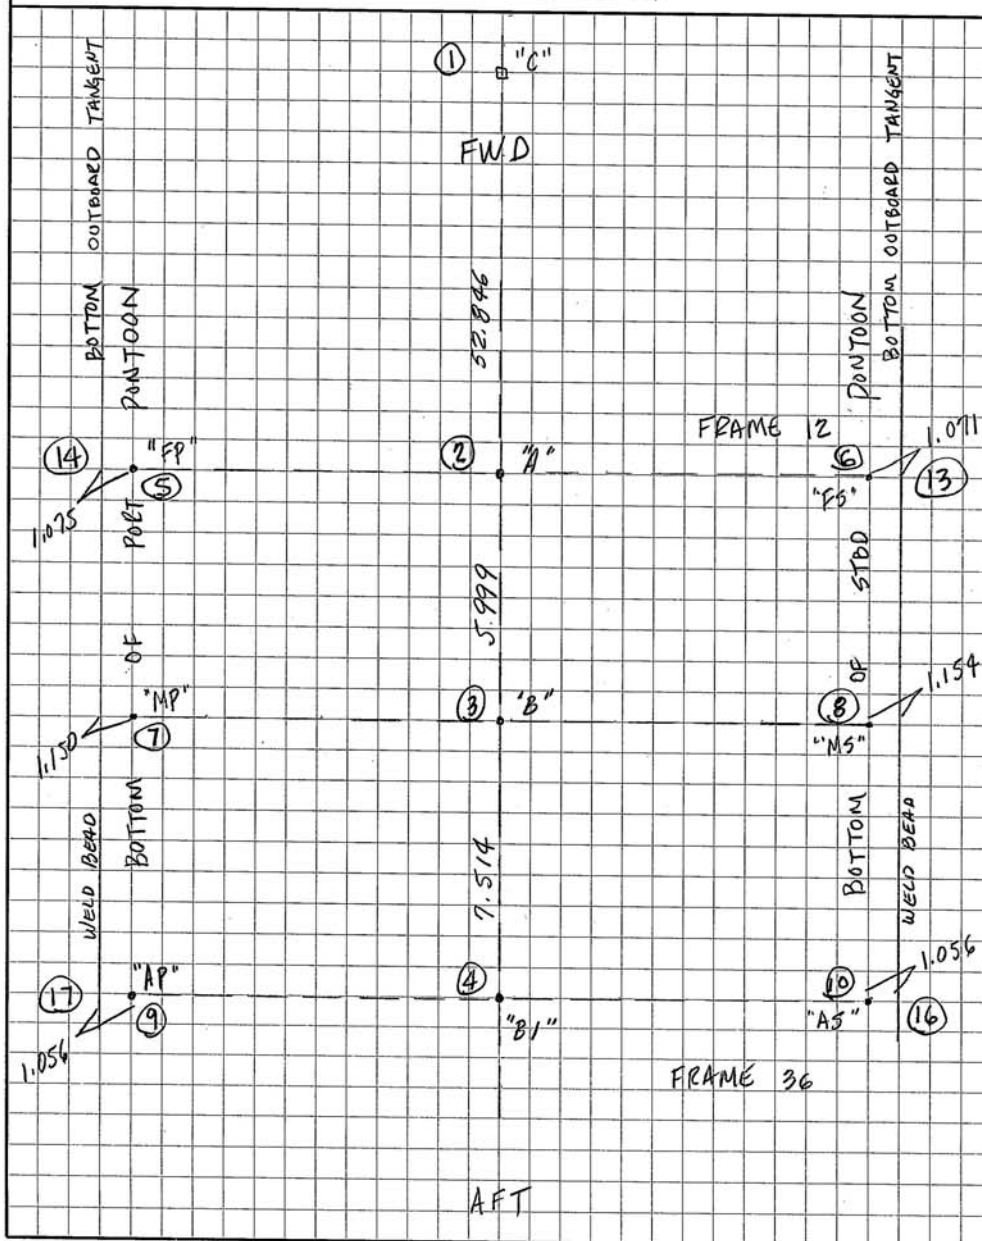 ① "C"
FWD
BOTTOM OUTBOARD TANGENT
BOTTOM OUTBOARD TANGENT
52.846
PONTOON
PONTOON
FRAME 12
⑭ "FP" ② "A" ⑥ 1.071
⑤ "FS" ⑬
1.075
PORT
STBD
5.999
OF
OF
"MP" ③ "B" ⑧ 1.154
⑦ "MS"
1.150
BOTTOM
BOTTOM
WELD BEAD
WELD BEAD
7.514
⑰ "AP" ④ ⑩ 1.056
⑨ "B1" "AS" ⑯
1.056
FRAME 36
AFT